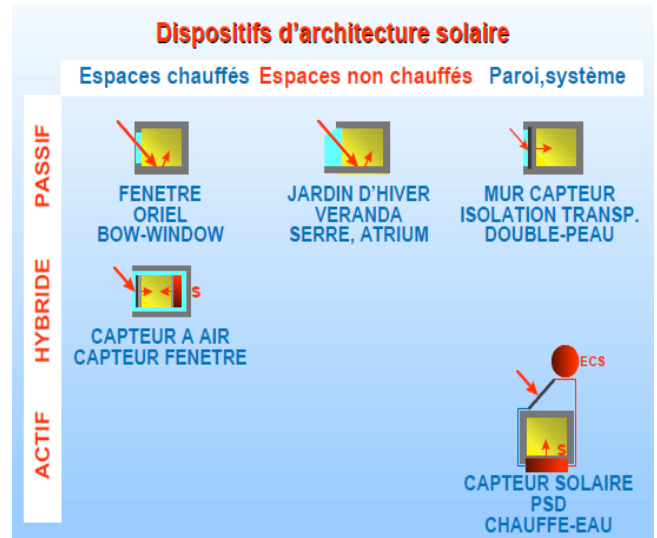 Dispositifs d'architecture solaire
Espaces chauffés Espaces non chauffés Paroi,système
PASSIF
FENETRE
ORIEL
BOW-WINDOW
JARDIN D'HIVER
VERANDA
SERRE, ATRIUM
MUR CAPTEUR
ISOLATION TRANSP.
DOUBLE-PEAU
HYBRIDE
S
CAPTEUR A AIR
CAPTEUR FENETRE
ACTIF
ECS
S
CAPTEUR SOLAIRE
PSD
CHAUFFE-EAU